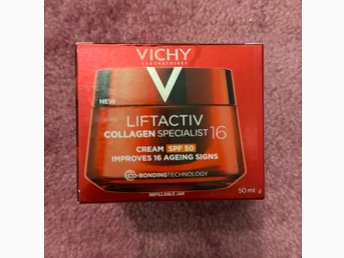 VICHY
LABORATOIRES
NEW
LIFTACTIV
COLLAGEN SPECIALIST 16
CREAM SPF 50
IMPROVES 16 AGEING SIGNS
CO-BONDING TECHNOLOGY
REFILLABLE JAR
50 ml